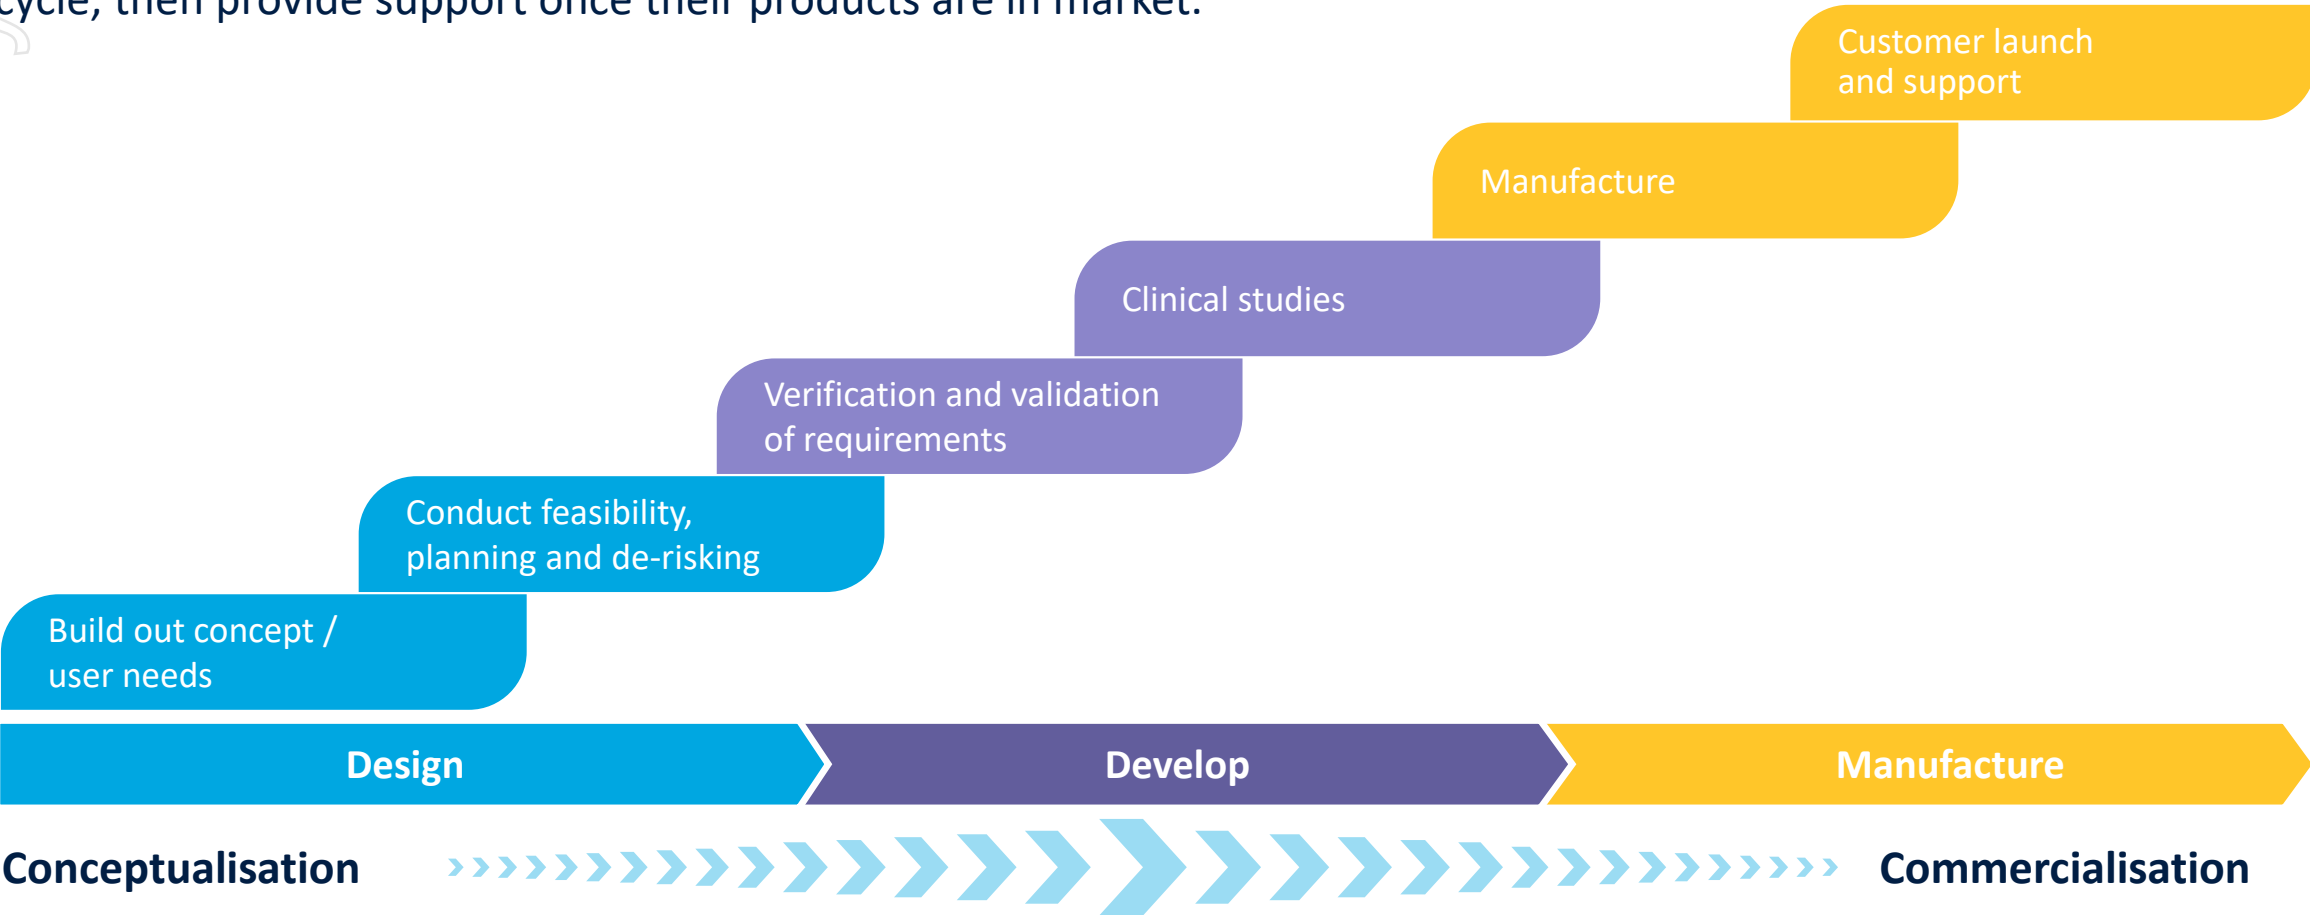 cycle, then provide support once their products are in market.
Customer launch
and support
Manufacture
Clinical studies
Verification and validation
of requirements
Conduct feasibility,
planning and de-risking
Build out concept /
user needs
Design
Develop
Manufacture
Conceptualisation
Commercialisation